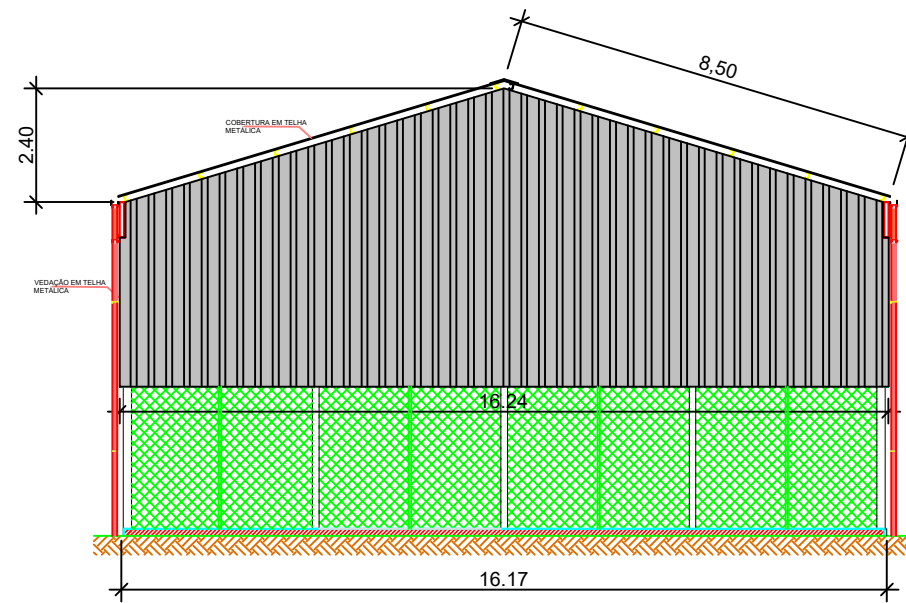 8,50
2.40
COBERTURA EM TELHA
METÁLICA
VEDAÇÃO EM TELHA
METÁLICA
16.24
16.17